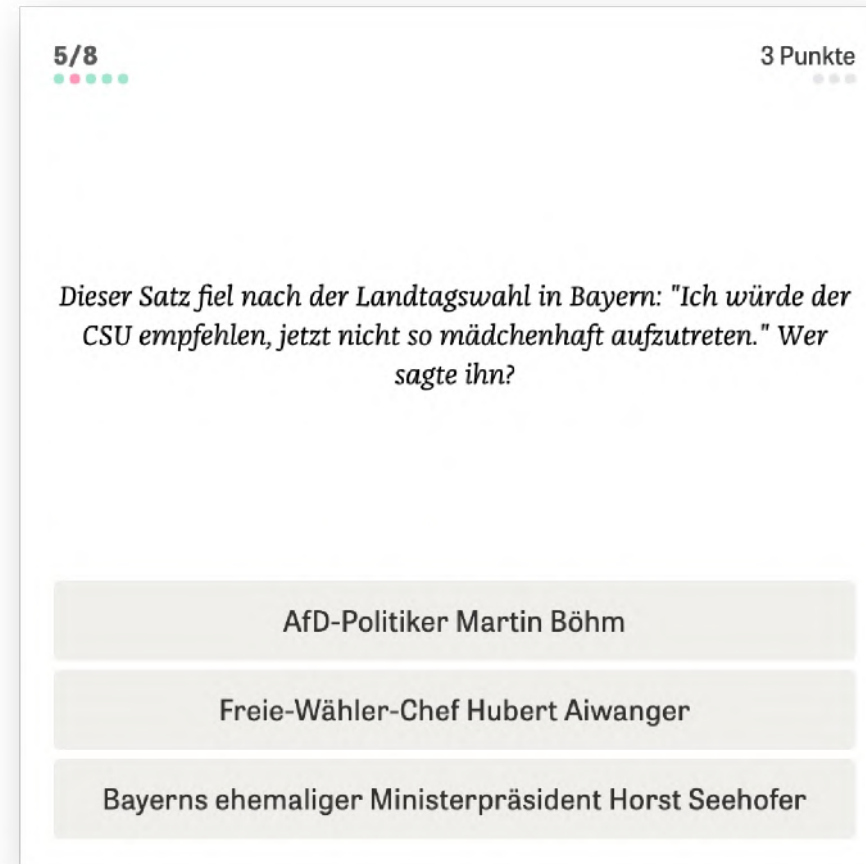 5/8
3 Punkte
Dieser Satz fiel nach der Landtagswahl in Bayern: "Ich würde der
CSU empfehlen, jetzt nicht so mädchenhaft aufzutreten." Wer
sagte ihn?
AfD-Politiker Martin Böhm
Freie-Wähler-Chef Hubert Aiwanger
Bayerns ehemaliger Ministerpräsident Horst Seehofer